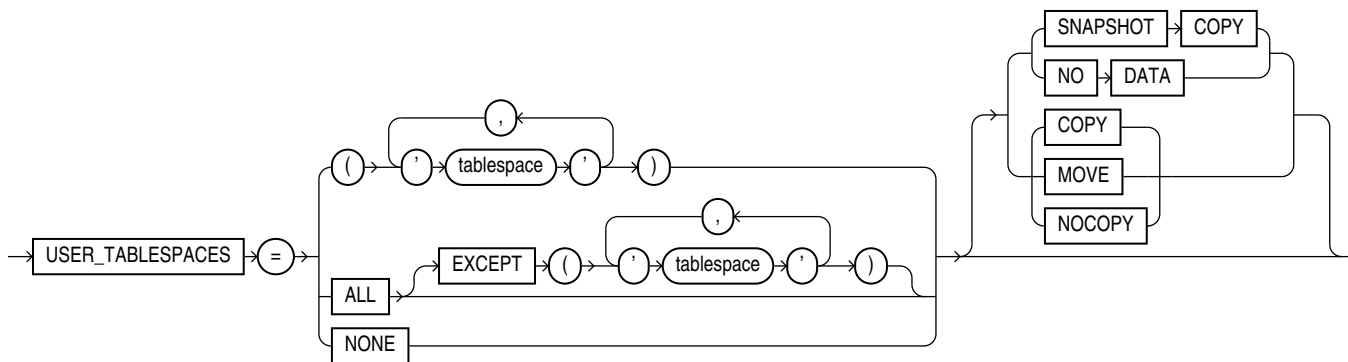 SNAPSHOT COPY
NO DATA
,
COPY
( ' tablespace ' )
MOVE
,
NOCOPY
USER_TABLESPACES =
EXCEPT ( ' tablespace ' )
ALL
NONE